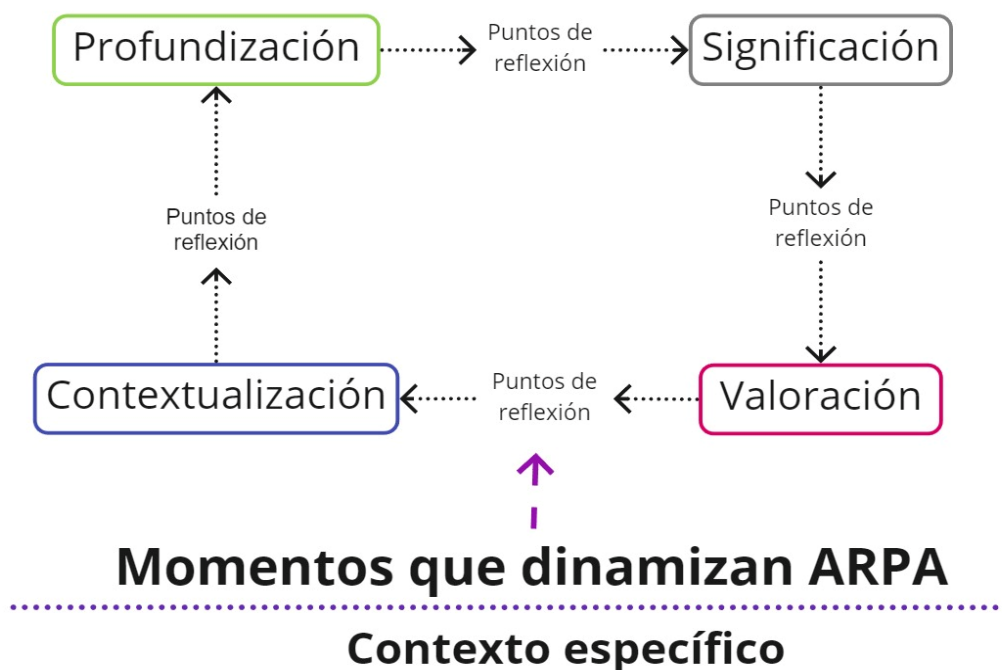 Profundización
Puntos de
reflexión
Significación
Puntos de
reflexión
Puntos de
reflexión
Contextualización
Puntos de
reflexión
Valoración
Momentos que dinamizan ARPA
Contexto específico